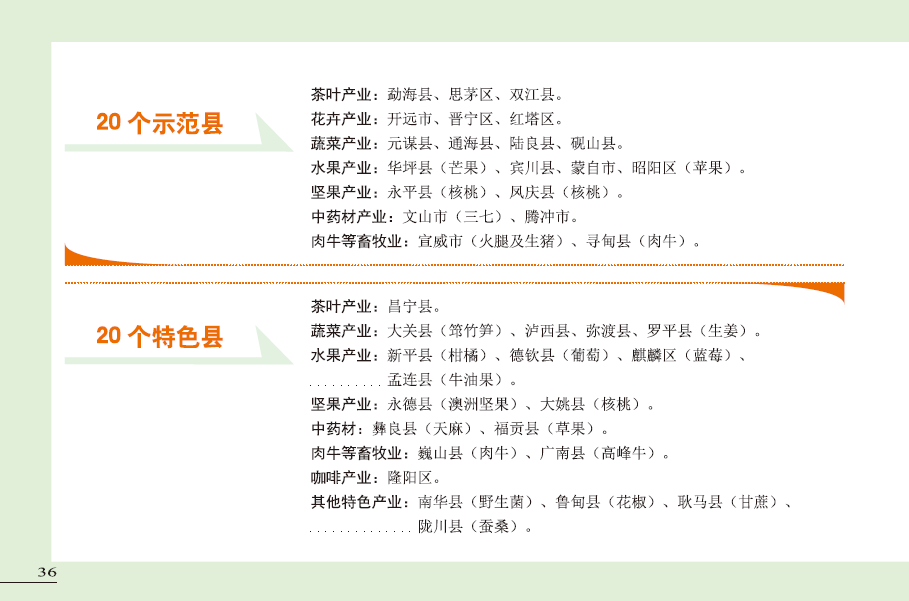 20 个示范县
茶叶产业：勐海县、思茅区、双江县。
花卉产业：开远市、晋宁区、红塔区。
蔬菜产业：元谋县、通海县、陆良县、砚山县。
水果产业：华坪县（芒果）、宾川县、蒙自市、昭阳区（苹果）。
坚果产业：永平县（核桃）、凤庆县（核桃）。
中药材产业：文山市（三七）、腾冲市。
肉牛等畜牧业：宣威市（火腿及生猪）、寻甸县（肉牛）。
20 个特色县
茶叶产业：昌宁县。
蔬菜产业：大关县（筇竹笋）、泸西县、弥渡县、罗平县（生姜）。
水果产业：新平县（柑橘）、德钦县（葡萄）、麒麟区（蓝莓）、
.......... 孟连县（牛油果）。
坚果产业：永德县（澳洲坚果）、大姚县（核桃）。
中药材：彝良县（天麻）、福贡县（草果）。
肉牛等畜牧业：巍山县（肉牛）、广南县（高峰牛）。
咖啡产业：隆阳区。
其他特色产业：南华县（野生菌）、鲁甸县（花椒）、耿马县（甘蔗）、
.............. 陇川县（蚕桑）。
36